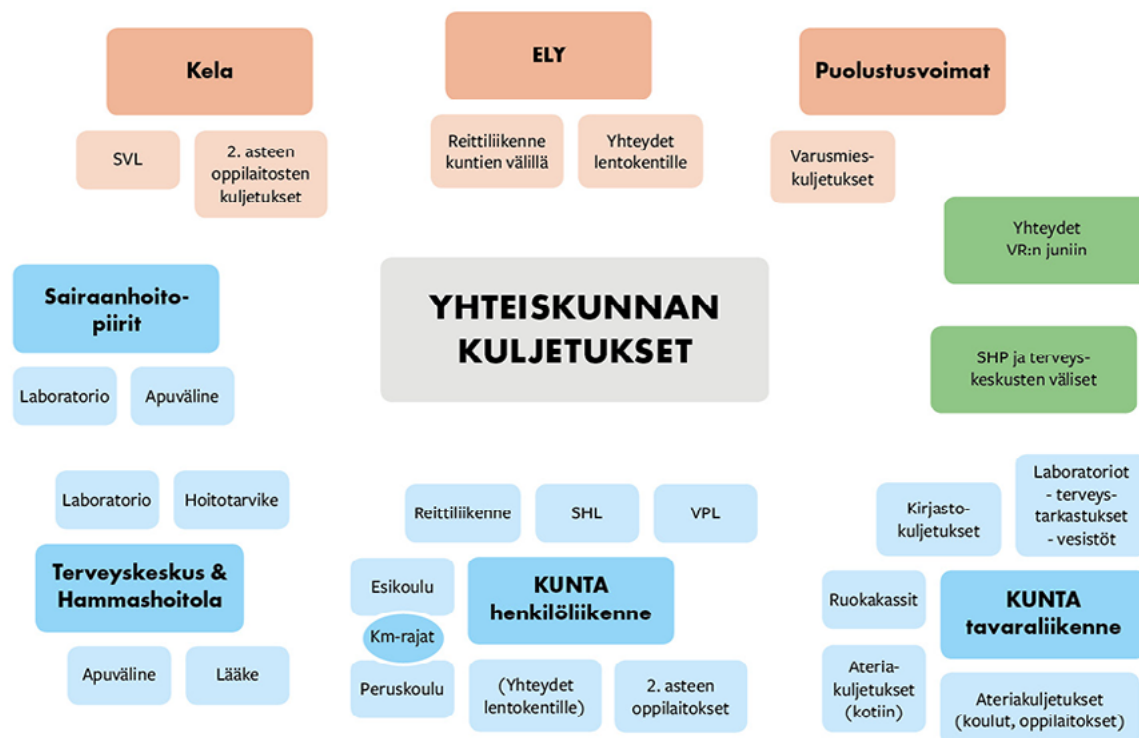 Kela
ELY
Puolustusvoimat
SVL
2. asteen
oppilaitosten
kuljetukset
Reittiliikenne
kuntien välillä
Yhteydet
lentokentille
Varusmies-
kuljetukset
Yhteydet
VR:n juniin
Sairaanhoito-
piirit
YHTEISKUNNAN
KULJETUKSET
SHP ja terveys-
keskusten väliset
Laboratorio
Apuväline
Laboratorio
Hoitotarvike
Terveyskeskus &
Hammashoitola
Apuväline
Lääke
Reittiliikenne
SHL
VPL
Esikoulu
Km-rajat
Peruskoulu
KUNTA
henkilöliikenne
(Yhteydet
lentokentille)
2. asteen
oppilaitokset
Kirjasto-
kuljetukset
Laboratoriot
- terveys-
tarkastukset
- vesistöt
Ruokakassit
KUNTA
tavaraliikenne
Ateria-
kuljetukset
(kotiin)
Ateriakuljetukset
(koulut, oppilaitokset)